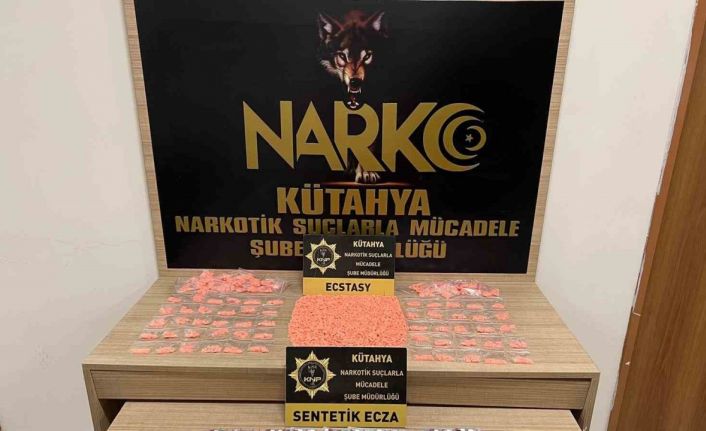 NARKO
KÜTAHYA
NARKOTİK SUÇLARLA MÜCADELE
ŞUBE
KÜTAHYA
NARKOTİK SUÇLARLA
MÜCADELE
ŞUBE MÜDÜRLÜĞÜ
ECSTASY
KÜTAHYA
NARKOTİK SUÇLARLA
MÜCADELE
ŞUBE MÜDÜRLÜĞÜ
KNP
SENTETİK ECZA